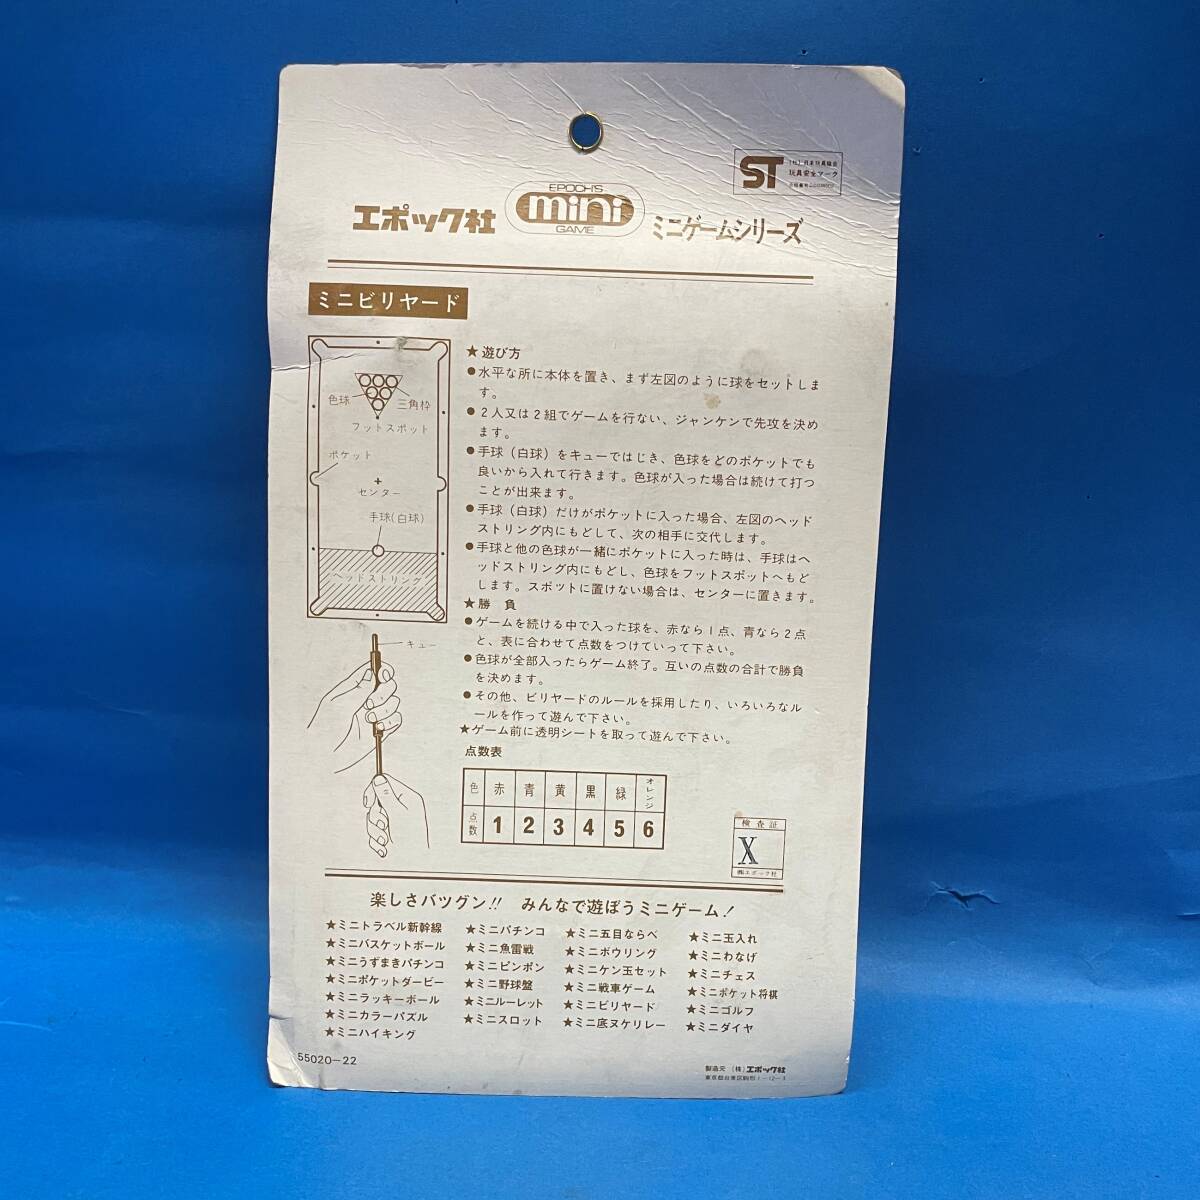 ST
(社)日本玩具協会
玩具安全マーク
エポック社
EPOCH'S
mini
GAME
ミニゲームシリーズ
ミニビリヤード
色球
三角枠
フットスポット
ポケット
センター
手球(白球)
ヘッドストリング
キュー
★遊び方
●水平な所に本体を置き、まず左図のように球をセットしま
す。
●2人又は2組でゲームを行ない、ジャンケンで先攻を決め
ます。
●手球(白球)をキューではじき、色球をどのポケットでも
良いから入れて行きます。色球が入った場合は続けて打つ
ことが出来ます。
●手球(白球)だけがポケットに入った場合、左図のヘッド
ストリング内にもどして、次の相手に交代します。
●手球と他の色球が一緒にポケットに入った時は、手球はヘ
ッドストリング内にもどし、色球をフットスポットへもど
します。スポットに置けない場合は、センターに置きます。
★勝 負
●ゲームを続ける中で入った球を、赤なら1点、青なら2点
と、表に合わせて点数をつけていって下さい。
●色球が全部入ったらゲーム終了。互いの点数の合計で勝負
を決めます。
●その他、ビリヤードのルールを採用したり、いろいろなル
ールを作って遊んで下さい。
★ゲーム前に透明シートを取って遊んで下さい。
点数表
色 赤 青 黄 黒 緑 オレンジ
点数 1 2 3 4 5 6
検査証
X
㈱エポック社
楽しさバツグン!! みんなで遊ぼうミニゲーム!
★ミニトラベル新幹線 ★ミニパチンコ ★ミニ五目ならべ ★ミニ玉入れ
★ミニバスケットボール ★ミニ魚雷戦 ★ミニボウリング ★ミニわなげ
★ミニうずまきパチンコ ★ミニピンポン ★ミニケン玉セット ★ミニチェス
★ミニポケットダービー ★ミニ野球盤 ★ミニ戦車ゲーム ★ミニポケット将棋
★ミニラッキーボール ★ミニルーレット ★ミニビリヤード ★ミニゴルフ
★ミニカラーパズル ★ミニスロット ★ミニ底ヌケリレー ★ミニダイヤ
★ミニハイキング
55020-22
製造元 (株)エポック社
東京都台東区駒形1-12-3